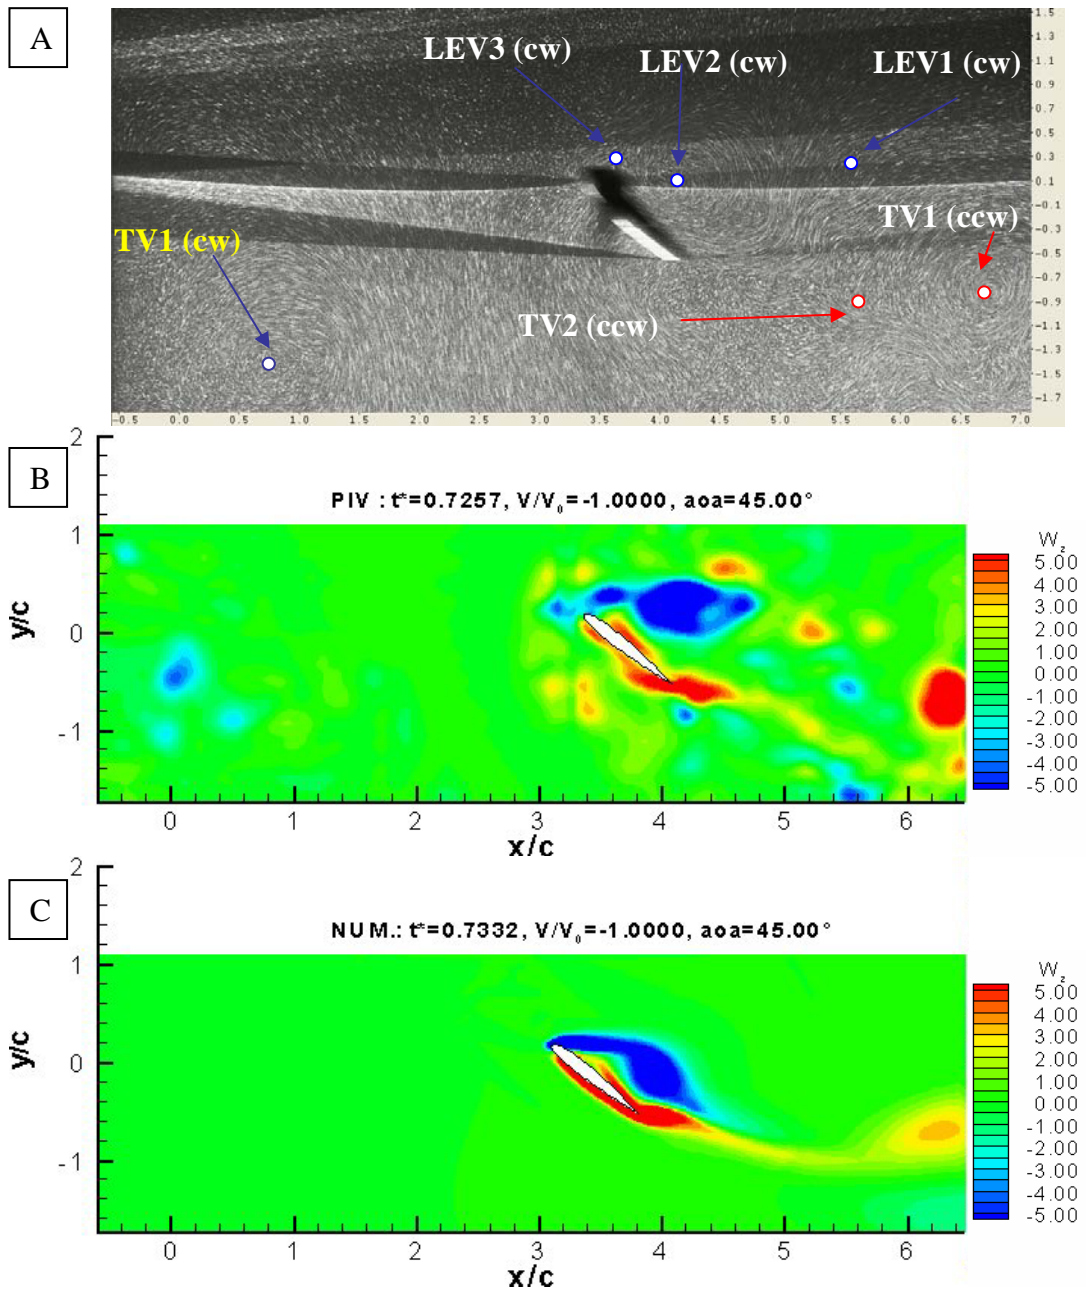 A
LEV3 (cw)
LEV2 (cw)
LEV1 (cw)
TV1 (ccw)
TV1 (cw)
TV2 (ccw)
1.5
1.3
1.1
0.9
0.7
0.5
0.3
0.1
-0.1
-0.3
-0.5
-0.7
-0.9
-1.1
-1.3
-1.5
-1.7
-0.5 0.0 0.5 1.0 1.5 2.0 2.5 3.0 3.5 4.0 4.5 5.0 5.5 6.0 6.5 7.0
B
PIV : t*=0.7257, V/V₀=-1.0000, aoa=45.00°
2
1
0
-1
y/c
0 1 2 3 4 5 6
x/c
W_z
5.00
4.00
3.00
2.00
1.00
0.00
-1.00
-2.00
-3.00
-4.00
-5.00
C
NUM.: t*=0.7332, V/V₀=-1.0000, aoa=45.00°
2
1
0
-1
y/c
0 1 2 3 4 5 6
x/c
W_z
5.00
4.00
3.00
2.00
1.00
0.00
-1.00
-2.00
-3.00
-4.00
-5.00